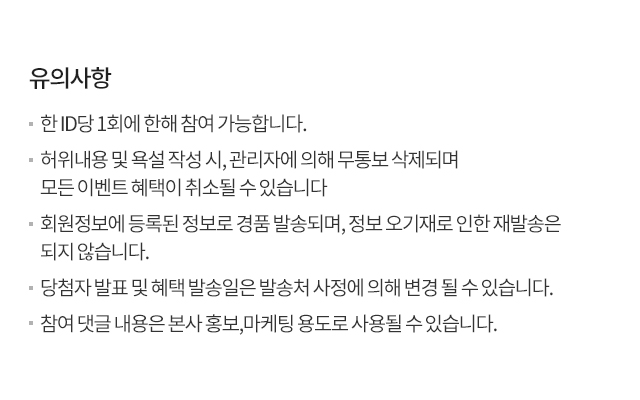 유의사항
한 ID당 1회에 한해 참여 가능합니다.
허위내용 및 욕설 작성 시, 관리자에 의해 무통보 삭제되며
모든 이벤트 혜택이 취소될 수 있습니다
회원정보에 등록된 정보로 경품 발송되며, 정보 오기재로 인한 재발송은
되지 않습니다.
당첨자 발표 및 혜택 발송일은 발송처 사정에 의해 변경 될 수 있습니다.
참여 댓글 내용은 본사 홍보,마케팅 용도로 사용될 수 있습니다.